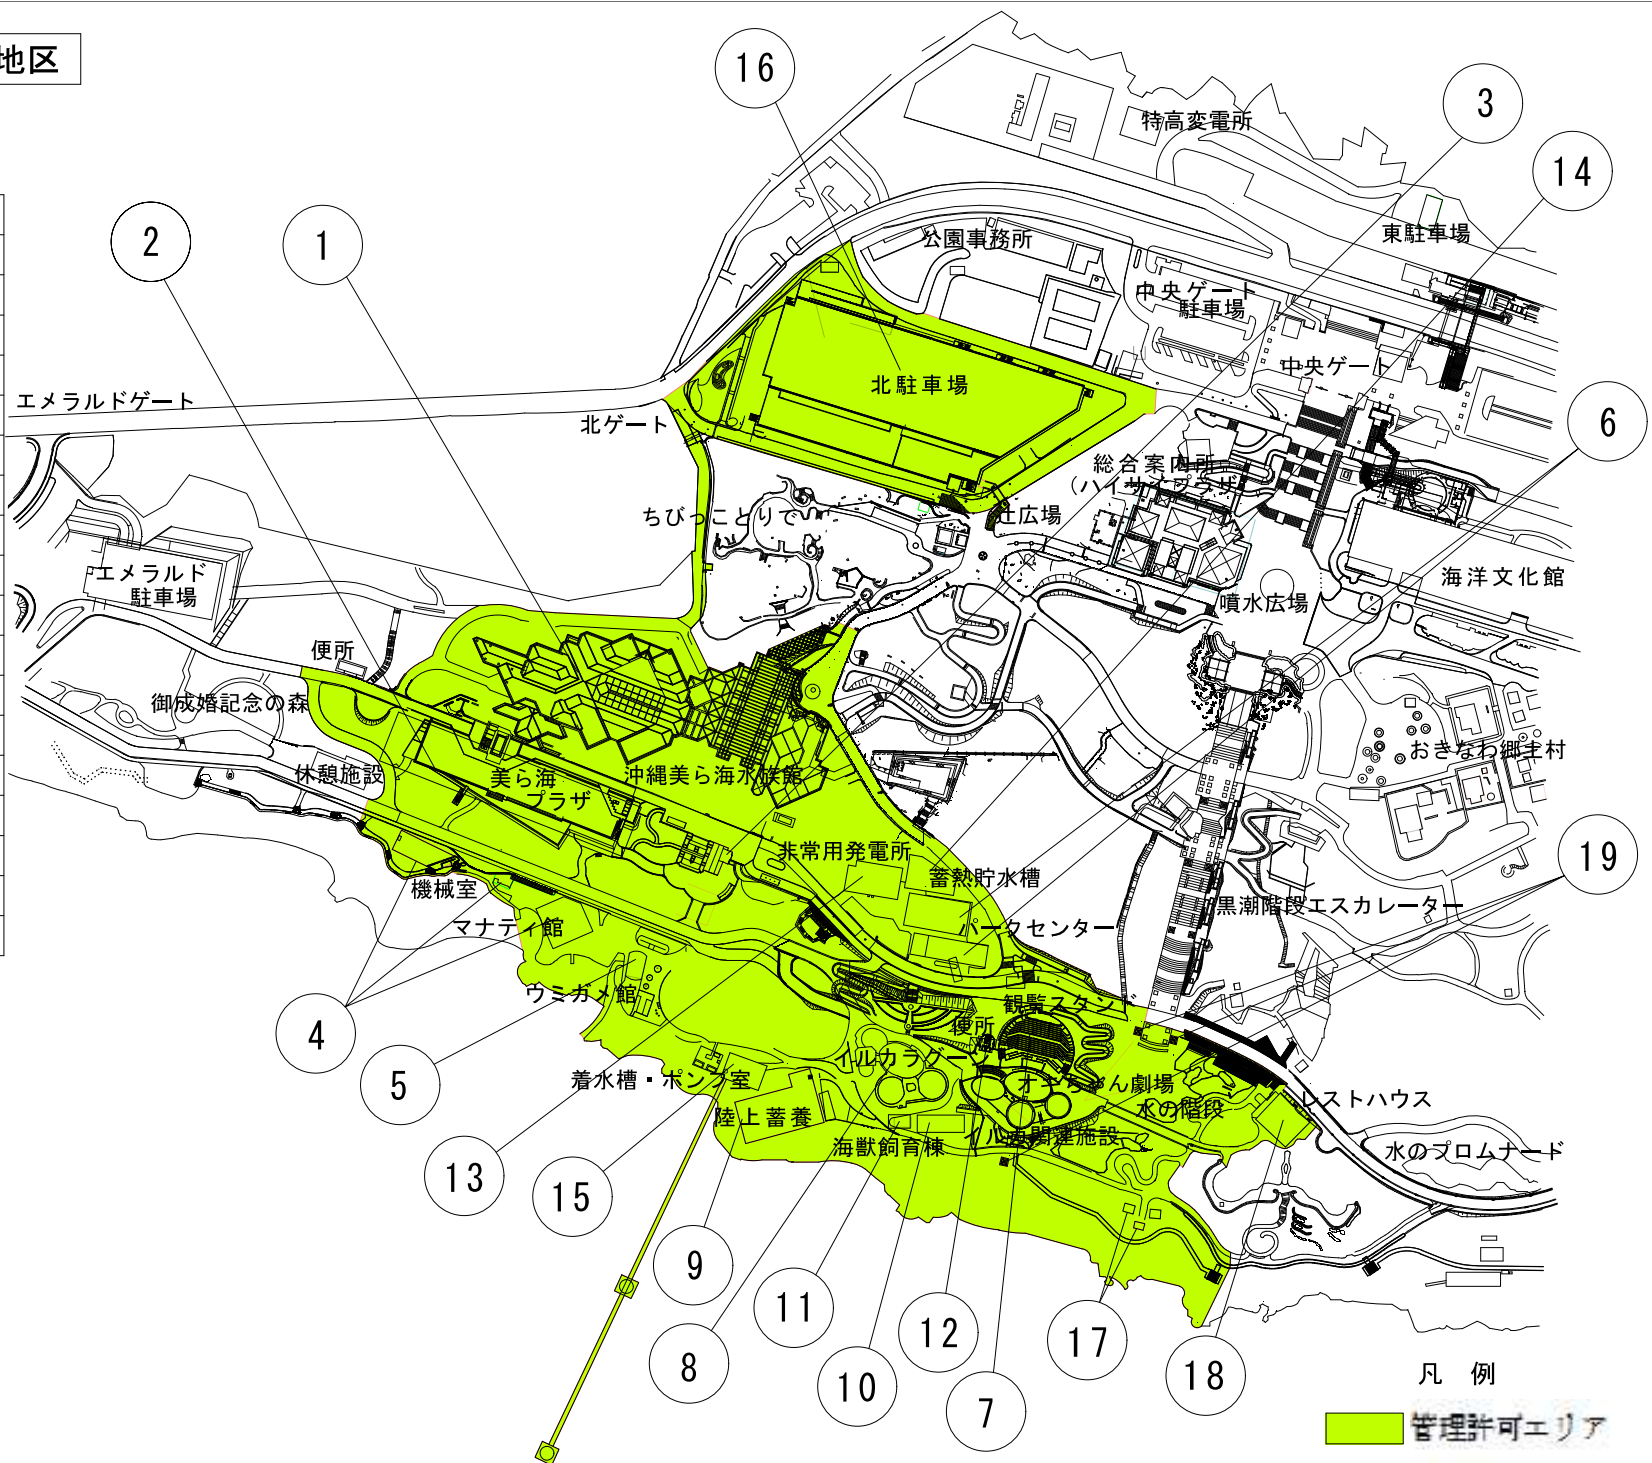 地区
16
3
特高変電所
14
2
1
公園事務所
東駐車場
中央ゲート
駐車場
中央ゲート
北駐車場
エメラルドゲート
北ゲート
6
総合案内所
(ハイサイプラザ)
ちびっことりで
辻広場
エメラルド
駐車場
海洋文化館
噴水広場
便所
御成婚記念の森
おきなわ郷土村
休憩施設
美ら海
プラザ
沖縄美ら海水族館
非常用発電所
蓄熱貯水槽
19
機械室
マナティ館
パークセンター
黒潮階段エスカレーター
ウミガメ館
観覧スタンド
便所
4
5
イルカラグーン
着水槽・ポンプ室
オキちゃん劇場
水の階段
レストハウス
陸上蓄養
海獣飼育棟
イルカ関連施設
水のプロムナード
13
15
9
11
12
17
8
10
7
18
凡 例
管理許可エリア